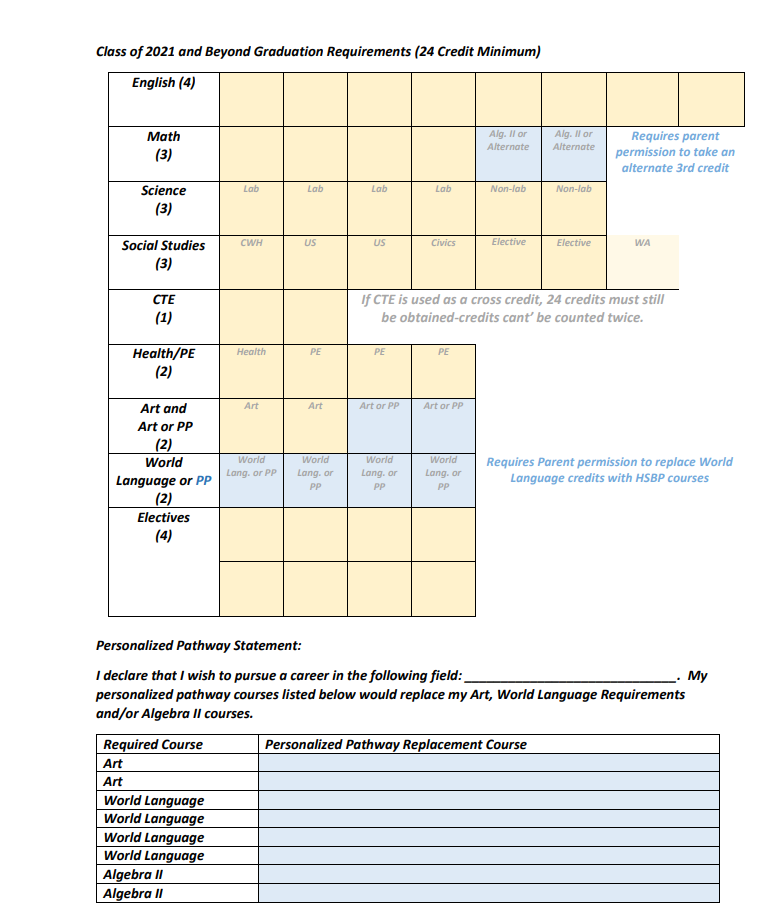 Class of 2021 and Beyond Graduation Requirements (24 Credit Minimum)
English (4)
Math
(3)
Alg. II or
Alternate
Alg. II or
Alternate
Requires parent
permission to take an
alternate 3rd credit
Science
(3)
Lab
Lab
Lab
Lab
Non-lab
Non-lab
Social Studies
(3)
CWH
US
US
Civics
Elective
Elective
WA
CTE
(1)
If CTE is used as a cross credit, 24 credits must still
be obtained-credits cant’ be counted twice.
Health/PE
(2)
Health
PE
PE
PE
Art and
Art or PP
(2)
Art
Art
Art or PP
Art or PP
World
Language or PP
(2)
World
Lang. or PP
World
Lang. or
PP
World
Lang. or
PP
World
Lang. or
PP
Requires Parent permission to replace World
Language credits with HSBP courses
Electives
(4)
Personalized Pathway Statement:
I declare that I wish to pursue a career in the following field: ______________________________. My
personalized pathway courses listed below would replace my Art, World Language Requirements
and/or Algebra II courses.
Required Course Personalized Pathway Replacement Course
Art
Art
World Language
World Language
World Language
World Language
Algebra II
Algebra II